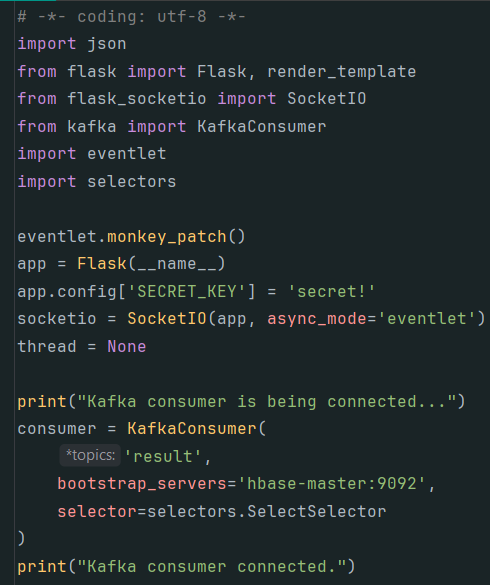 # -*- coding: utf-8 -*-
import json
from flask import Flask, render_template
from flask_socketio import SocketIO
from kafka import KafkaConsumer
import eventlet
import selectors
eventlet.monkey_patch()
app = Flask(__name__)
app.config['SECRET_KEY'] = 'secret!'
socketio = SocketIO(app, async_mode='eventlet')
thread = None
print("Kafka consumer is being connected...")
consumer = KafkaConsumer(
*topics: 'result',
bootstrap_servers='hbase-master:9092',
selector=selectors.SelectSelector
)
print("Kafka consumer connected.")